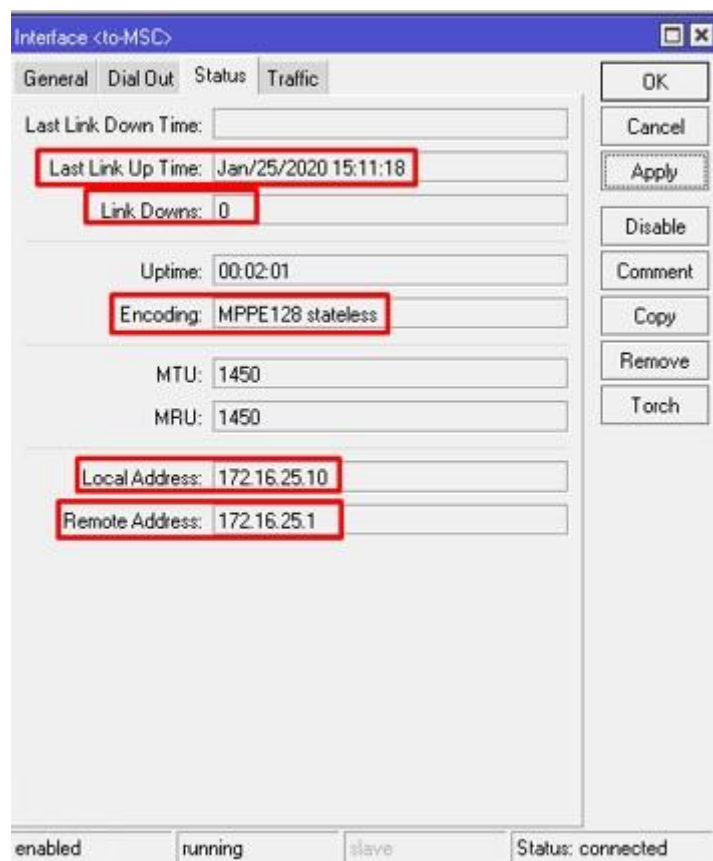 Interface <to-MSC>
General Dial Out Status Traffic
OK
Last Link Down Time:
Cancel
Last Link Up Time: Jan/25/2020 15:11:18
Apply
Link Downs: 0
Disable
Uptime: 00:02:01
Comment
Encoding: MPPE128 stateless
Copy
MTU: 1450
Remove
MRU: 1450
Torch
Local Address: 172.16.25.10
Remote Address: 172.16.25.1
enabled running slave Status: connected